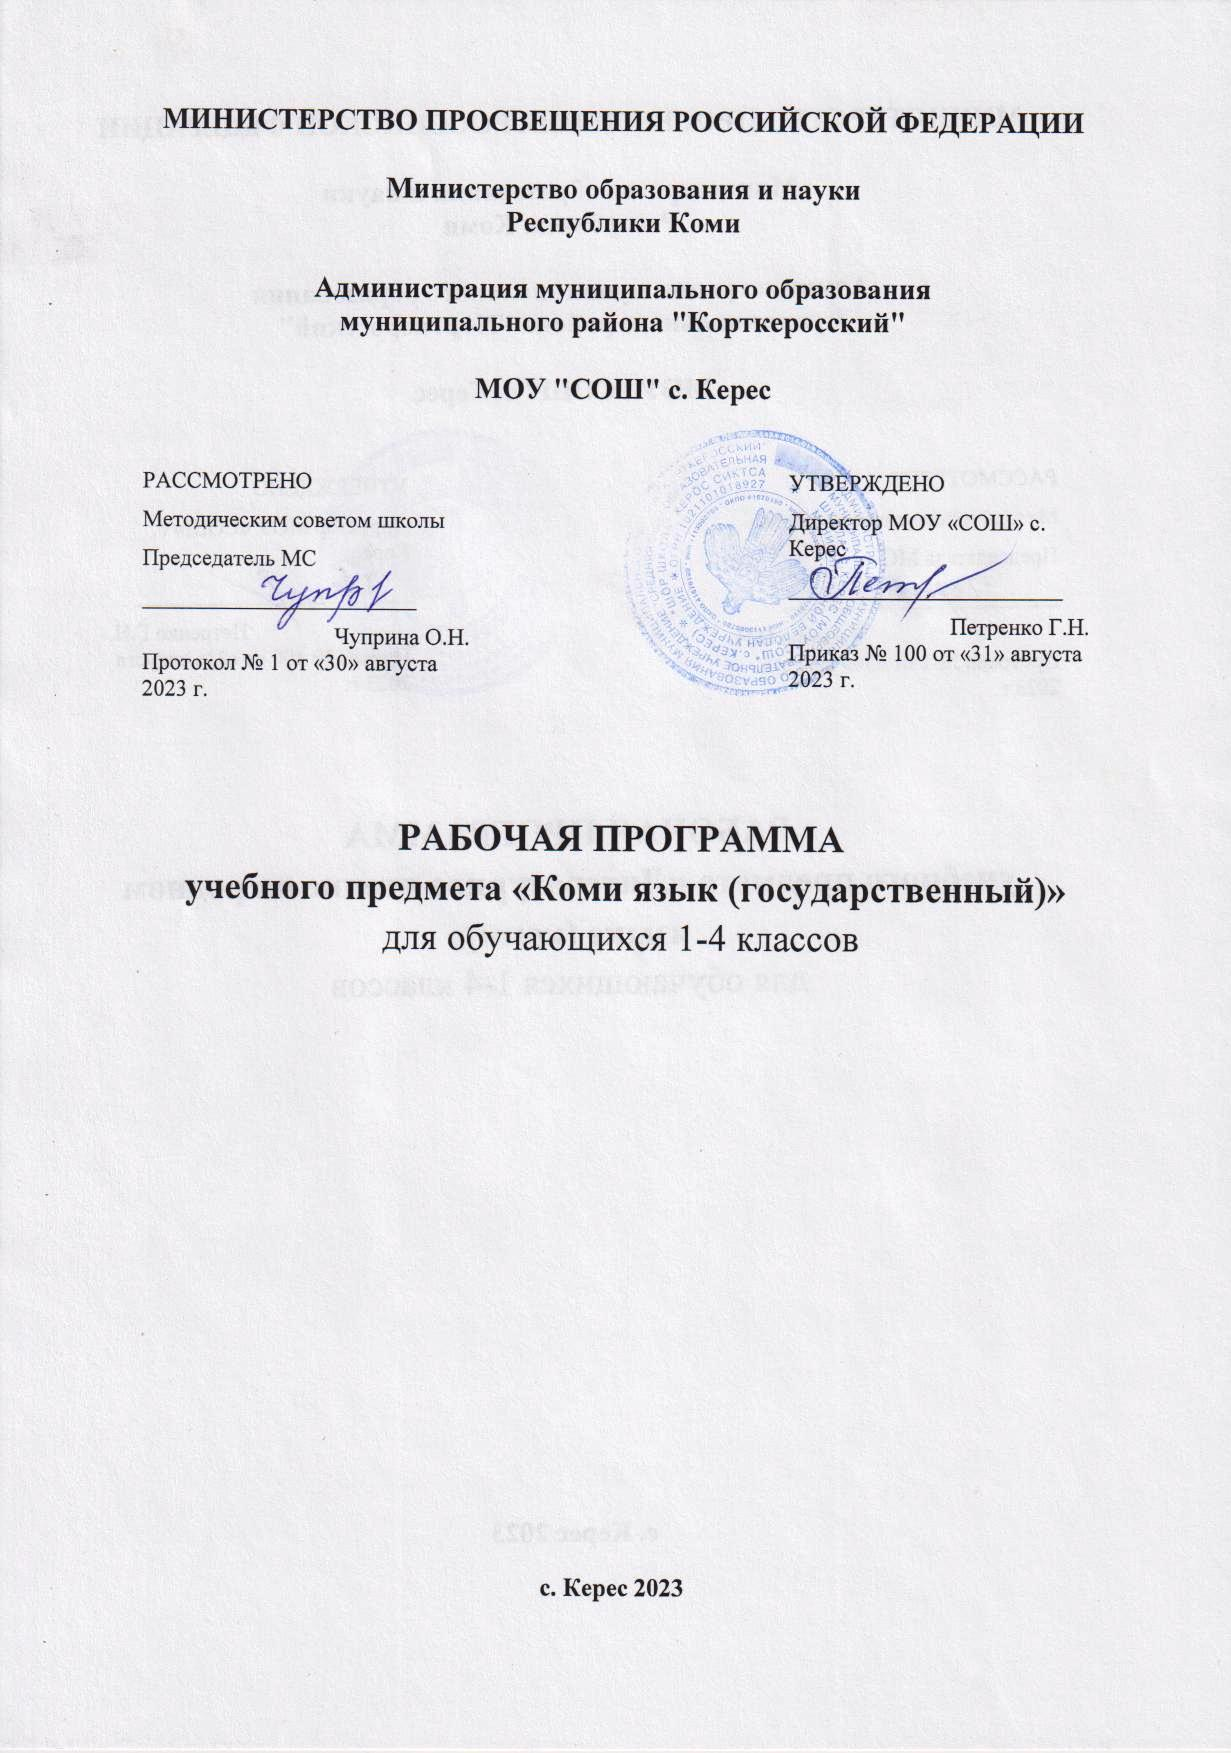 МИНИСТЕРСТВО ПРОСВЕЩЕНИЯ РОССИЙСКОЙ ФЕДЕРАЦИИ
Министерство образования и науки
Республики Коми
Администрация муниципального образования
муниципального района "Корткеросский"
МОУ "СОШ" с. Керес
РАССМОТРЕНО
Методическим советом школы
Председатель МС
Чуприна О.Н.
Протокол № 1 от «30» августа
2023 г.
УТВЕРЖДЕНО
Директор МОУ «СОШ» с.
Керес
Петренко Г.Н.
Приказ № 100 от «31» августа
2023 г.
РАБОЧАЯ ПРОГРАММА
учебного предмета «Коми язык (государственный)»
для обучающихся 1-4 классов
с. Керес 2023